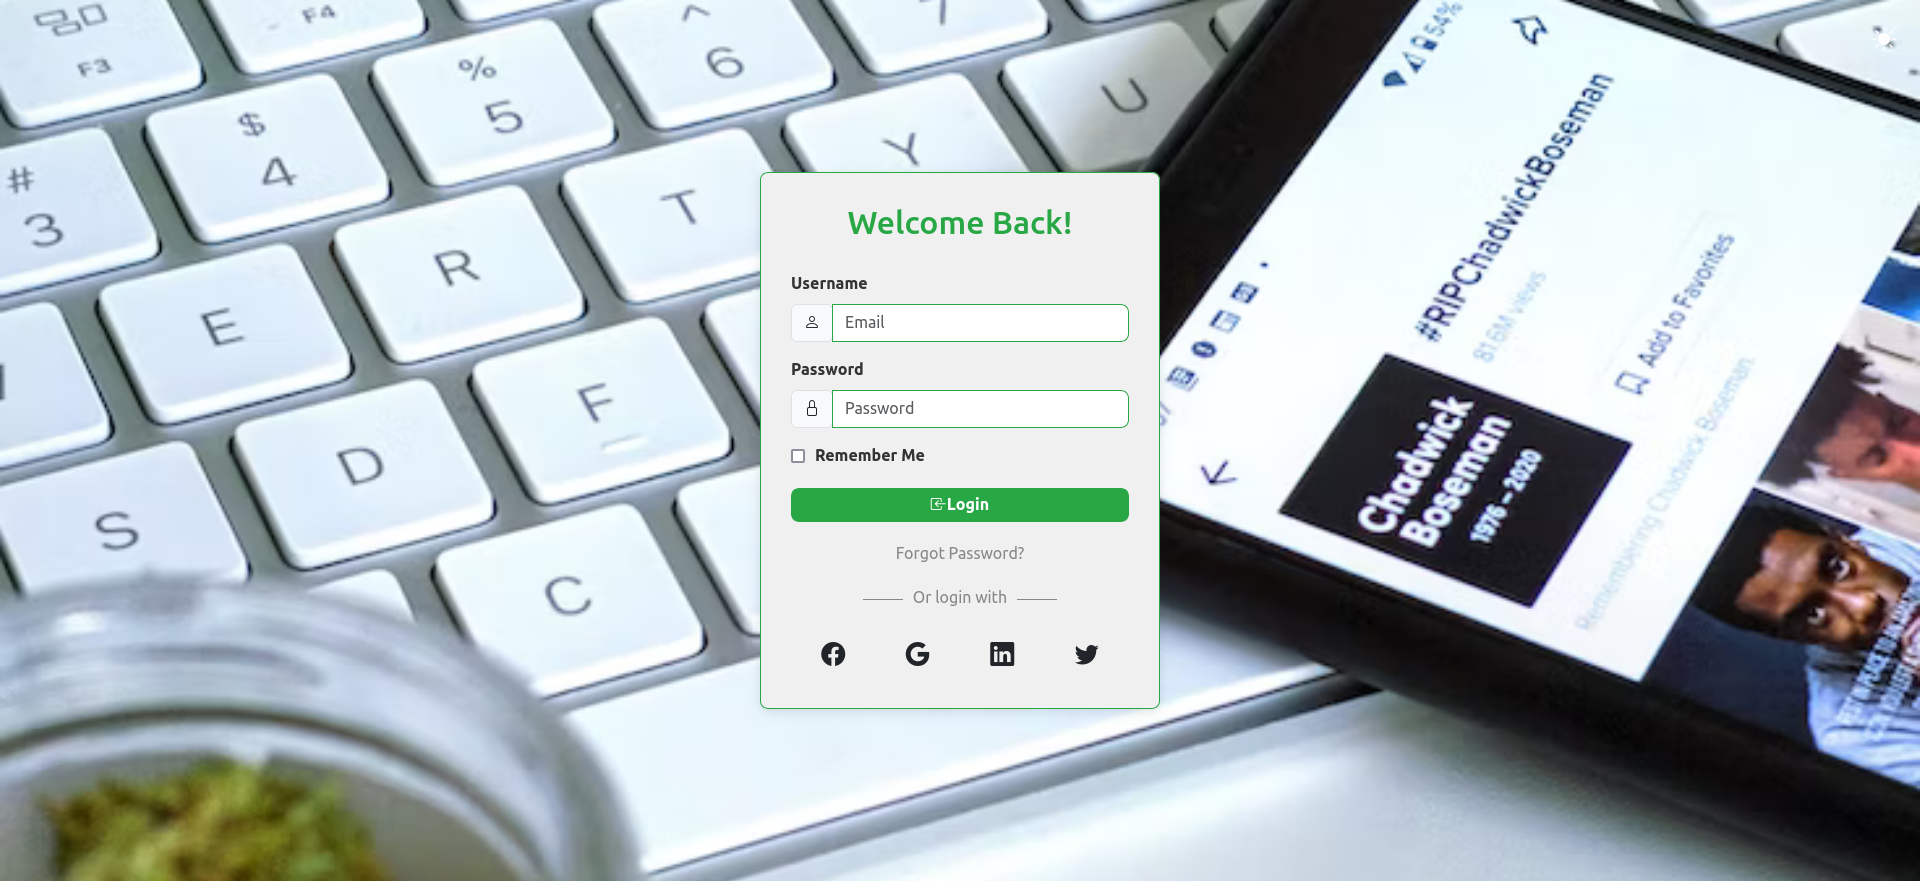 F3
F4
^
7
%
6
U
$
5
#
4
Y
3
T
R
E
D
F
S
C
54%
#RIPChadwickBoseman
81.6M views
Add to Favorites
Chadwick
Boseman
1976 – 2020
Remembering Chadwick Boseman
Welcome Back!
Username
Email
Password
Password
Remember Me
Login
Forgot Password?
Or login with